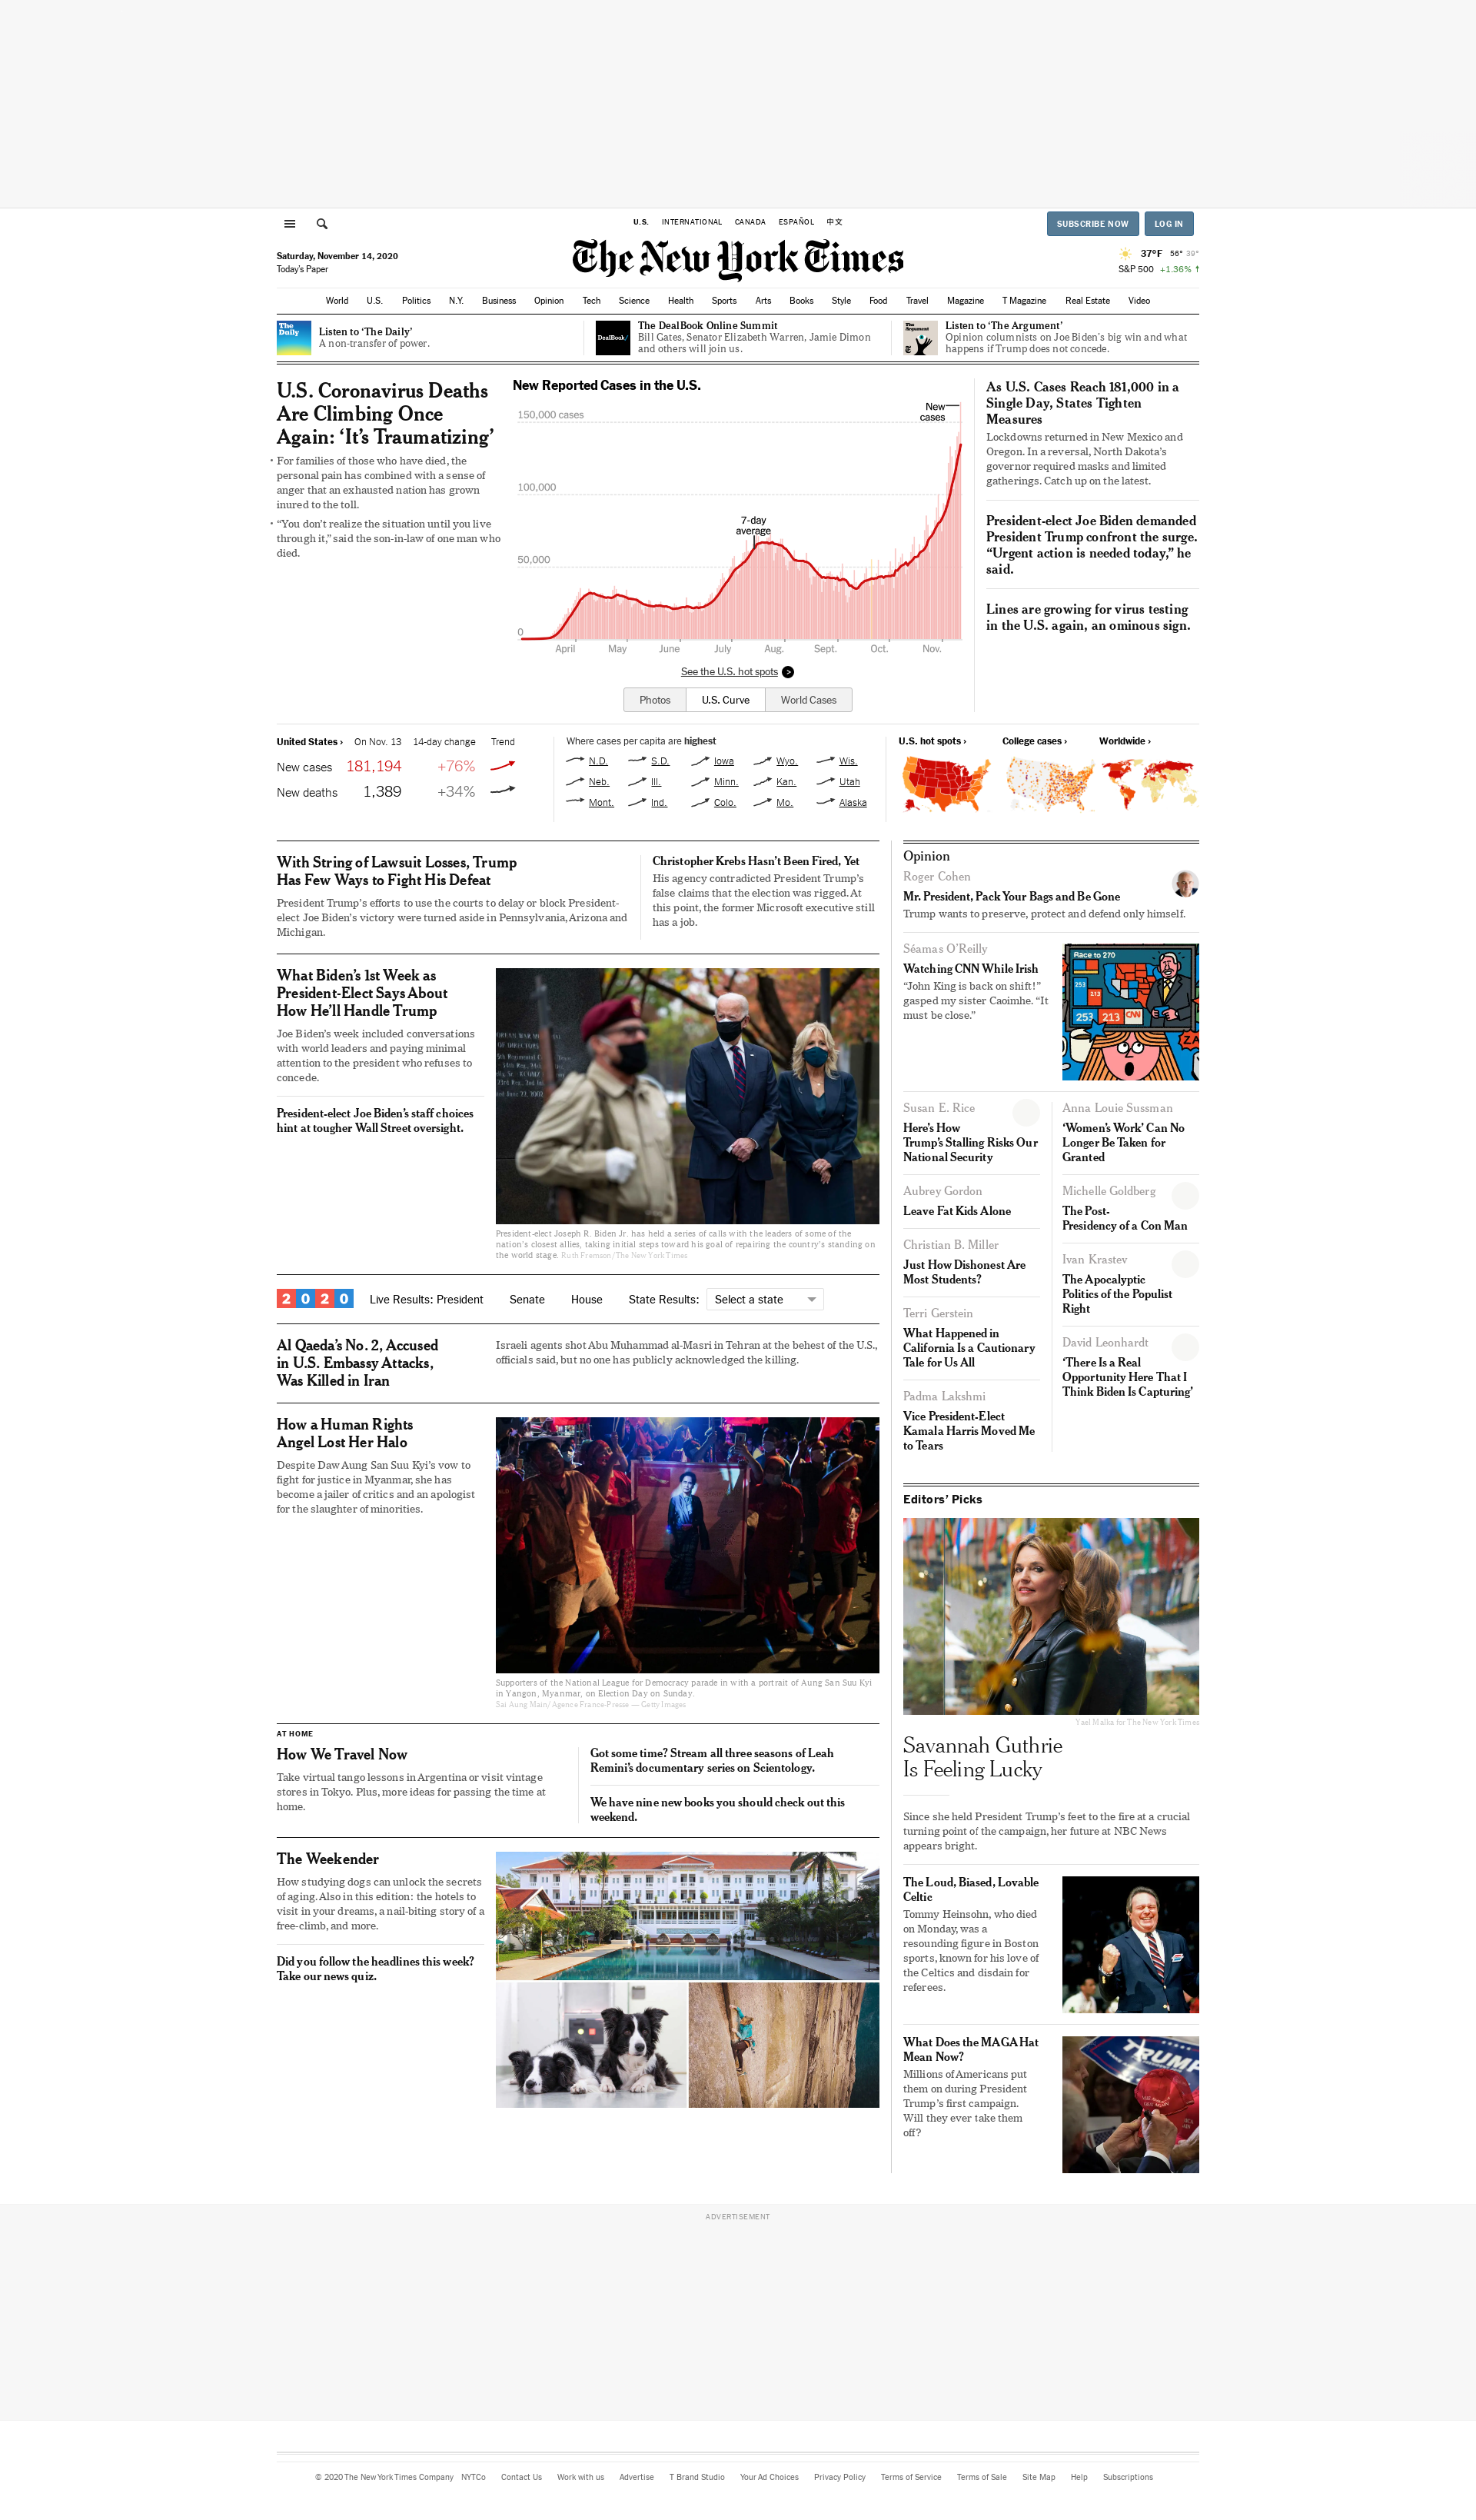 U.S. INTERNATIONAL CANADA ESPAÑOL 中文
SUBSCRIBE NOW LOG IN
Saturday, November 14, 2020
Today's Paper
The New York Times
37°F 56° 39°
S&P 500 +1.36% ↑
World U.S. Politics N.Y. Business Opinion Tech Science Health Sports Arts Books Style Food Travel Magazine T Magazine Real Estate Video
The Daily
Listen to ‘The Daily’
A non-transfer of power.
DealBook/
The DealBook Online Summit
Bill Gates, Senator Elizabeth Warren, Jamie Dimon
and others will join us.
The Argument
Listen to ‘The Argument’
Opinion columnists on Joe Biden’s big win and what
happens if Trump does not concede.
U.S. Coronavirus Deaths
Are Climbing Once
Again: ‘It’s Traumatizing’
• For families of those who have died, the
personal pain has combined with a sense of
anger that an exhausted nation has grown
inured to the toll.
• “You don’t realize the situation until you live
through it,” said the son-in-law of one man who
died.
New Reported Cases in the U.S.
150,000 cases
New
cases
100,000
7-day
average
50,000
0
April May June July Aug. Sept. Oct. Nov.
See the U.S. hot spots >
Photos U.S. Curve World Cases
As U.S. Cases Reach 181,000 in a
Single Day, States Tighten
Measures
Lockdowns returned in New Mexico and
Oregon. In a reversal, North Dakota’s
governor required masks and limited
gatherings. Catch up on the latest.
President-elect Joe Biden demanded
President Trump confront the surge.
“Urgent action is needed today,” he
said.
Lines are growing for virus testing
in the U.S. again, an ominous sign.
United States › On Nov. 13 14-day change Trend
New cases 181,194 +76%
New deaths 1,389 +34%
Where cases per capita are highest
N.D. S.D. Iowa Wyo. Wis.
Neb. Ill. Minn. Kan. Utah
Mont. Ind. Colo. Mo. Alaska
U.S. hot spots › College cases › Worldwide ›
With String of Lawsuit Losses, Trump
Has Few Ways to Fight His Defeat
President Trump’s efforts to use the courts to delay or block President-
elect Joe Biden’s victory were turned aside in Pennsylvania, Arizona and
Michigan.
Christopher Krebs Hasn’t Been Fired, Yet
His agency contradicted President Trump’s
false claims that the election was rigged. At
this point, the former Microsoft executive still
has a job.
What Biden’s 1st Week as
President-Elect Says About
How He’ll Handle Trump
Joe Biden’s week included conversations
with world leaders and paying minimal
attention to the president who refuses to
concede.
President-elect Joe Biden’s staff choices
hint at tougher Wall Street oversight.
President-elect Joseph R. Biden Jr. has held a series of calls with the leaders of some of the
nation’s closest allies, taking initial steps toward his goal of repairing the country’s standing on
the world stage. Ruth Fremson/The New York Times
2020 Live Results: President Senate House State Results: Select a state
Al Qaeda’s No. 2, Accused
in U.S. Embassy Attacks,
Was Killed in Iran
Israeli agents shot Abu Muhammad al-Masri in Tehran at the behest of the U.S.,
officials said, but no one has publicly acknowledged the killing.
How a Human Rights
Angel Lost Her Halo
Despite Daw Aung San Suu Kyi’s vow to
fight for justice in Myanmar, she has
become a jailer of critics and an apologist
for the slaughter of minorities.
Supporters of the National League for Democracy parade in with a portrait of Aung San Suu Kyi
in Yangon, Myanmar, on Election Day on Sunday.
Sai Aung Main/Agence France-Presse — Getty Images
AT HOME
How We Travel Now
Take virtual tango lessons in Argentina or visit vintage
stores in Tokyo. Plus, more ideas for passing the time at
home.
Got some time? Stream all three seasons of Leah
Remini’s documentary series on Scientology.
We have nine new books you should check out this
weekend.
The Weekender
How studying dogs can unlock the secrets
of aging. Also in this edition: the hotels to
visit in your dreams, a nail-biting story of a
free-climb, and more.
Did you follow the headlines this week?
Take our news quiz.
Opinion
Roger Cohen
Mr. President, Pack Your Bags and Be Gone
Trump wants to preserve, protect and defend only himself.
Séamas O’Reilly
Watching CNN While Irish
“John King is back on shift!”
gasped my sister Caoimhe. “It
must be close.”
Race to 270
253
213
253 213 CNN
ZA
Susan E. Rice
Here’s How
Trump’s Stalling Risks Our
National Security
Aubrey Gordon
Leave Fat Kids Alone
Christian B. Miller
Just How Dishonest Are
Most Students?
Terri Gerstein
What Happened in
California Is a Cautionary
Tale for Us All
Padma Lakshmi
Vice President-Elect
Kamala Harris Moved Me
to Tears
Anna Louie Sussman
‘Women’s Work’ Can No
Longer Be Taken for
Granted
Michelle Goldberg
The Post-
Presidency of a Con Man
Ivan Krastev
The Apocalyptic
Politics of the Populist
Right
David Leonhardt
‘There Is a Real
Opportunity Here That I
Think Biden Is Capturing’
Editors’ Picks
Yael Malka for The New York Times
Savannah Guthrie
Is Feeling Lucky
Since she held President Trump’s feet to the fire at a crucial
turning point of the campaign, her future at NBC News
appears bright.
The Loud, Biased, Lovable
Celtic
Tommy Heinsohn, who died
on Monday, was a
resounding figure in Boston
sports, known for his love of
the Celtics and disdain for
referees.
What Does the MAGA Hat
Mean Now?
Millions of Americans put
them on during President
Trump’s first campaign.
Will they ever take them
off?
TRUMP
ADVERTISEMENT
© 2020 The New York Times Company NYTCo Contact Us Work with us Advertise T Brand Studio Your Ad Choices Privacy Policy Terms of Service Terms of Sale Site Map Help Subscriptions